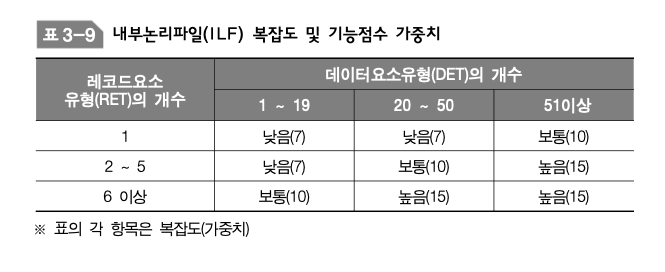 표 3-9 내부논리파일(ILF) 복잡도 및 기능점수 가중치
레코드요소 유형(RET)의 개수 데이터요소유형(DET)의 개수
1 ~ 19 20 ~ 50 51이상
1 낮음(7) 낮음(7) 보통(10)
2 ~ 5 낮음(7) 보통(10) 높음(15)
6 이상 보통(10) 높음(15) 높음(15)
※ 표의 각 항목은 복잡도(가중치)